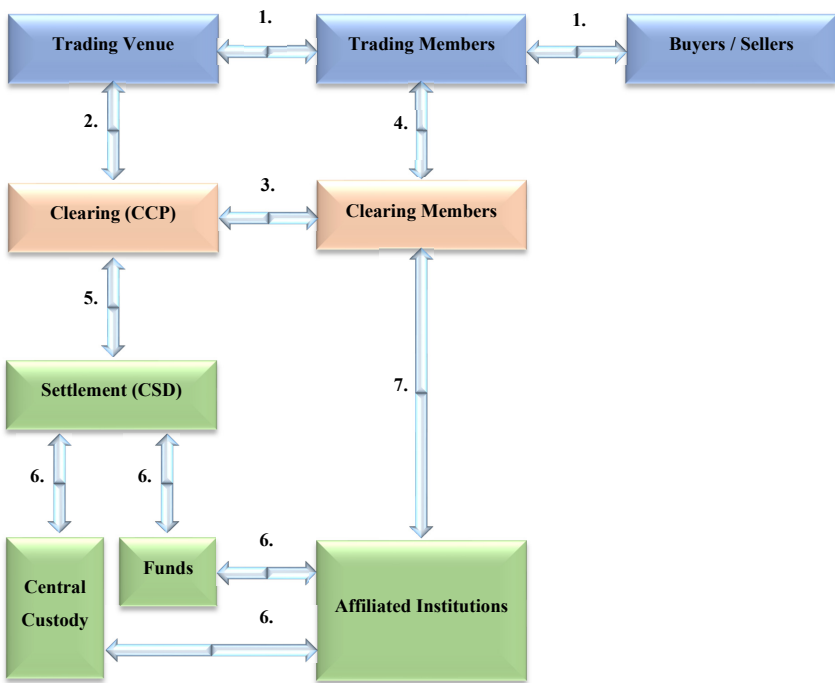 1.
1.
Trading Venue
Trading Members
Buyers / Sellers
2.
4.
3.
Clearing (CCP)
Clearing Members
5.
Settlement (CSD)
7.
6.
6.
6.
Funds
Central
Custody
Affiliated Institutions
6.